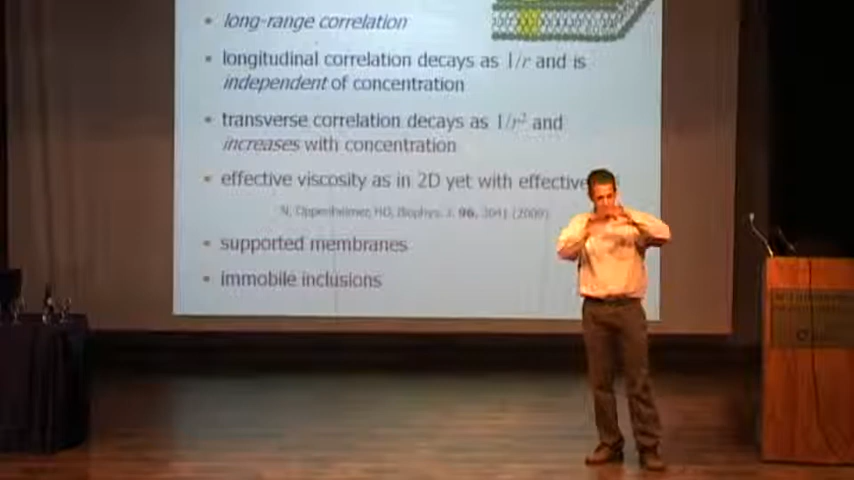 • long-range correlation
• longitudinal correlation decays as 1/r and is
independent of concentration
• transverse correlation decays as 1/r² and
increases with concentration
• effective viscosity as in 2D yet with effective
N. Oppenheimer, HD, Biophys. J. 96, 3041 (2009)
• supported membranes
• immobile inclusions